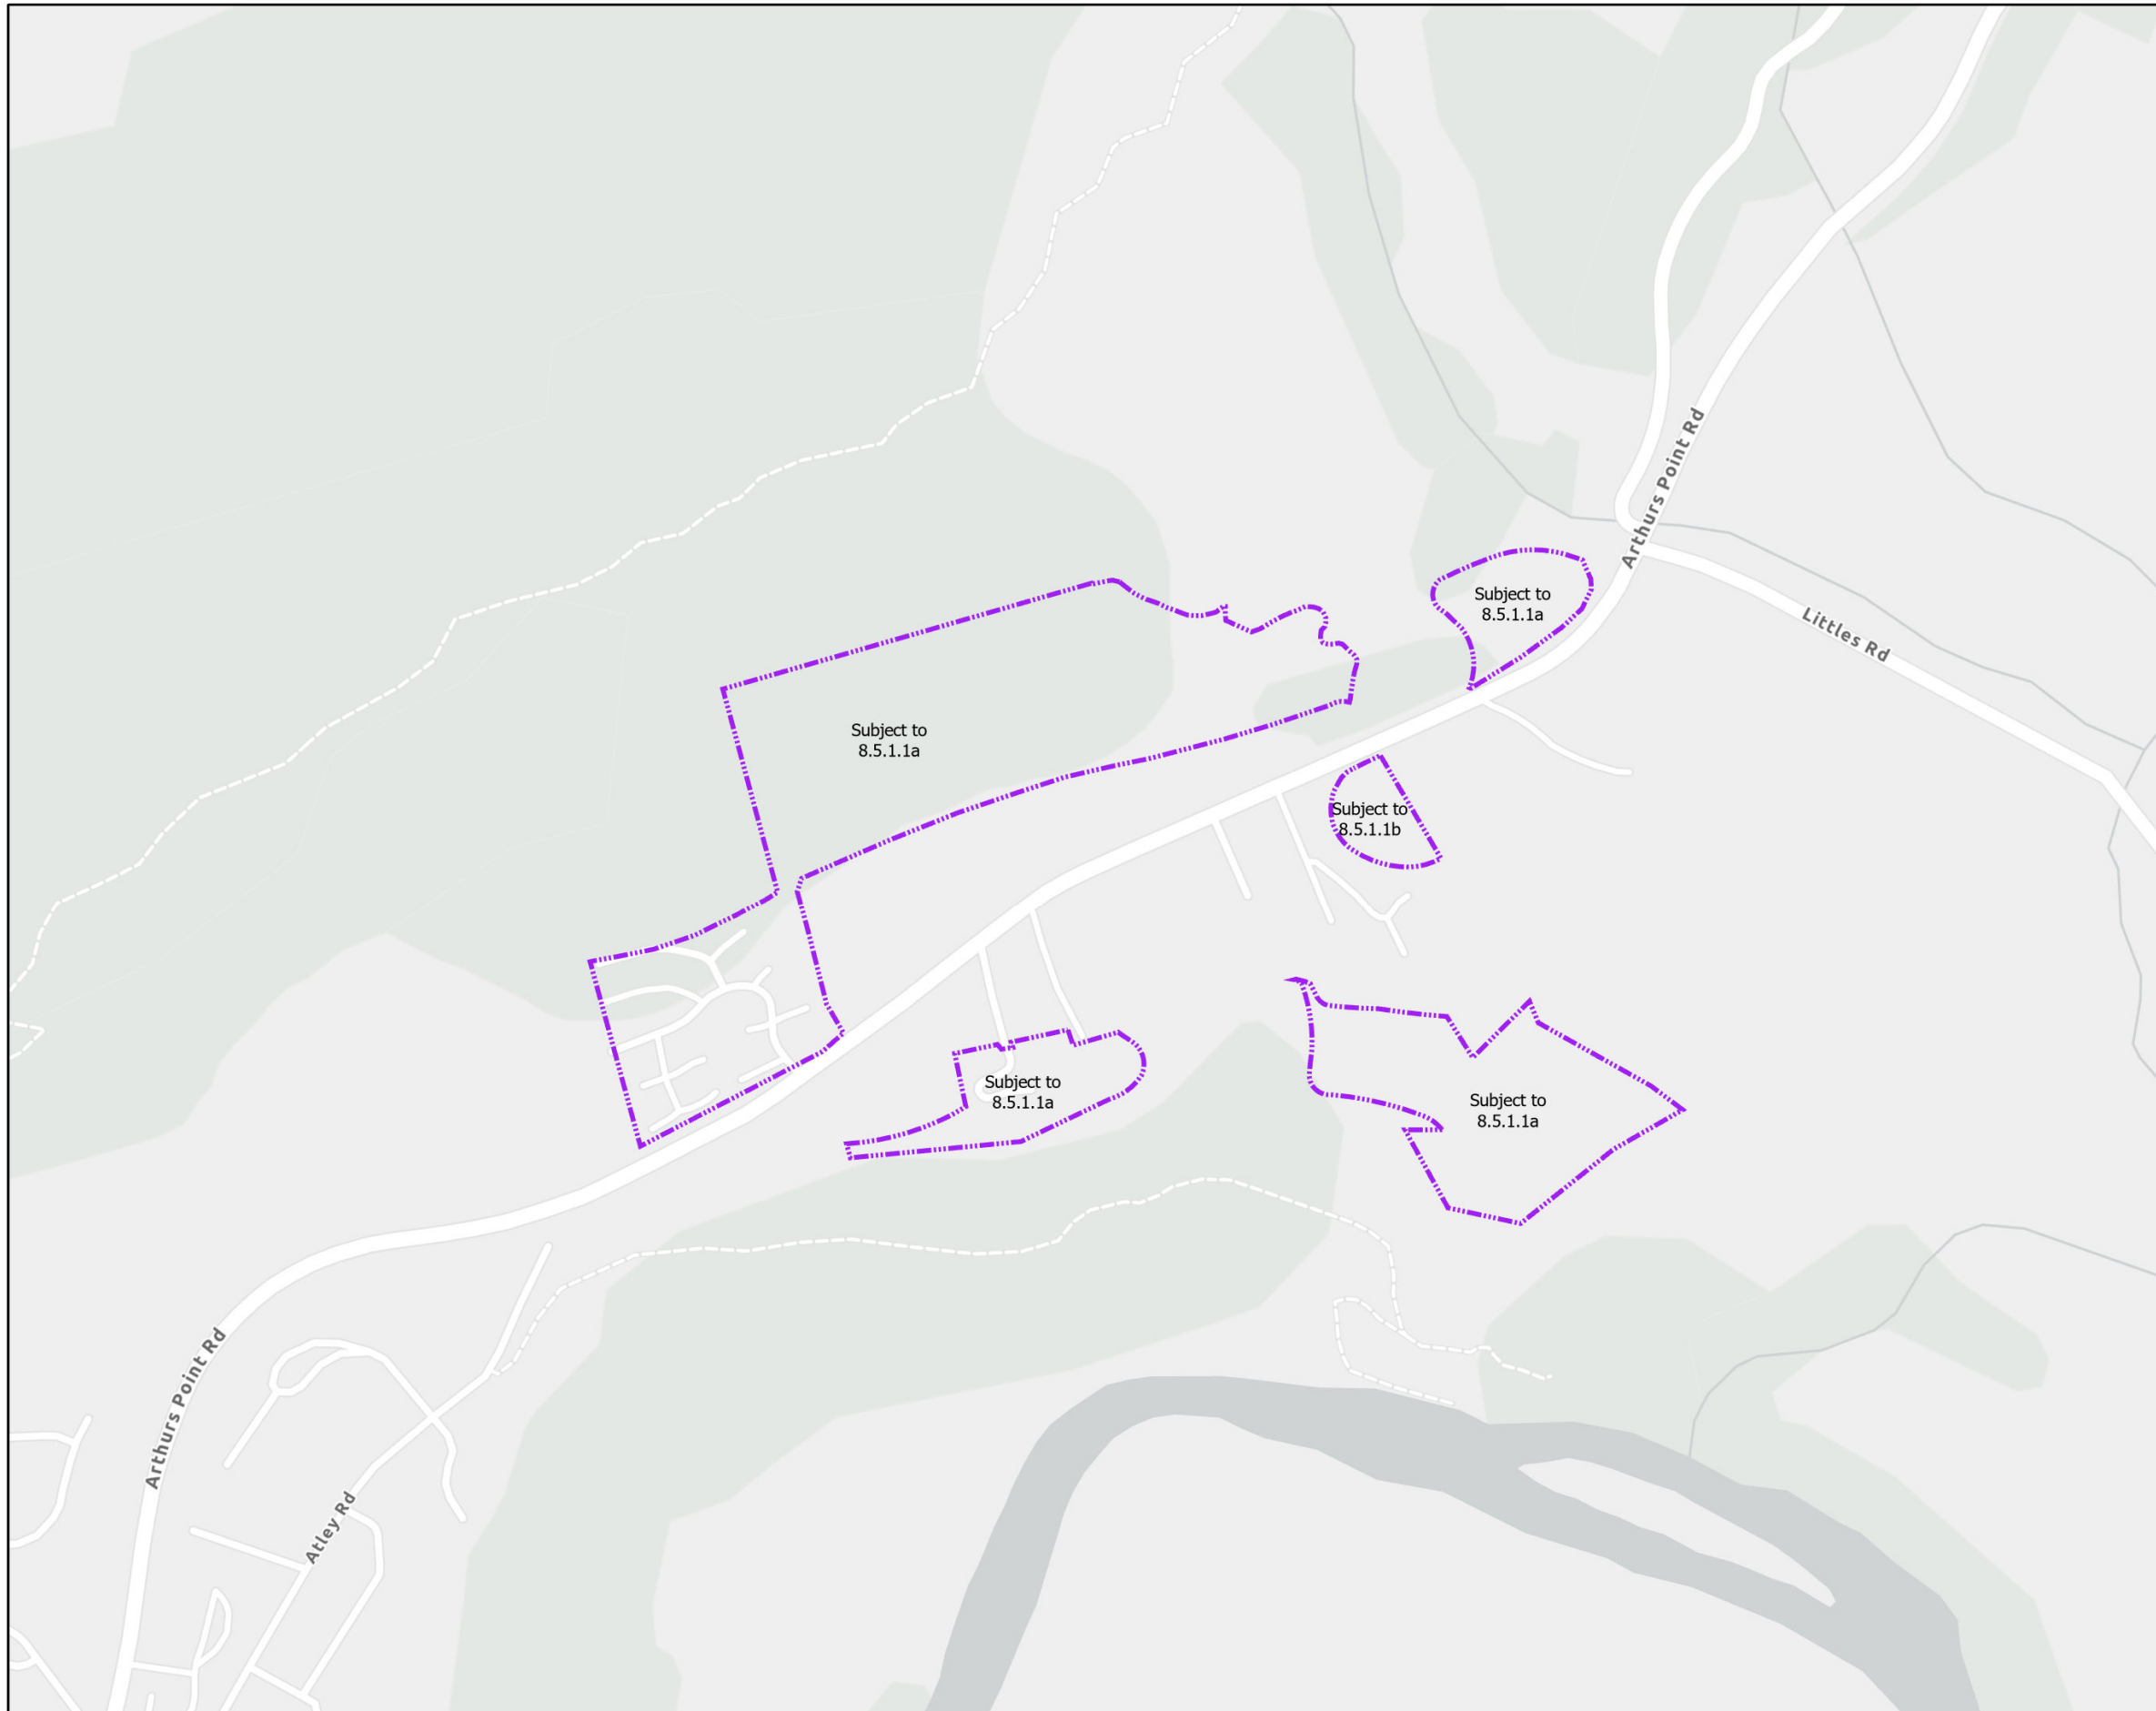 Arthurs Point Rd
Subject to
8.5.1.1a
Littles Rd
Subject to
8.5.1.1a
Subject to
8.5.1.1b
Subject to
8.5.1.1a
Subject to
8.5.1.1a
Arthurs Point Rd
Atley Rd